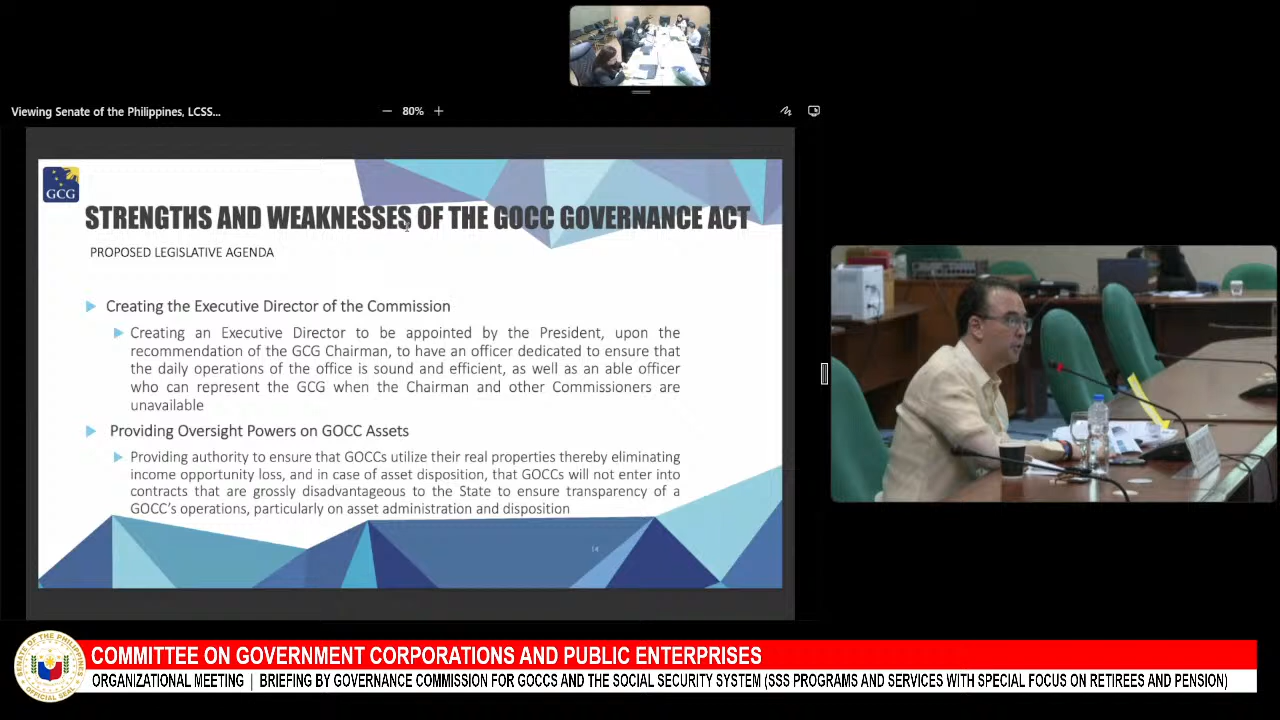 Viewing Senate of the Philippines, LCSS...
80%
GCG
STRENGTHS AND WEAKNESSES OF THE GOCC GOVERNANCE ACT
PROPOSED LEGISLATIVE AGENDA
Creating the Executive Director of the Commission
Creating an Executive Director to be appointed by the President, upon the
recommendation of the GCG Chairman, to have an officer dedicated to ensure that
the daily operations of the office is sound and efficient, as well as an able officer
who can represent the GCG when the Chairman and other Commissioners are
unavailable
Providing Oversight Powers on GOCC Assets
Providing authority to ensure that GOCCs utilize their real properties thereby eliminating
income opportunity loss, and in case of asset disposition, that GOCCs will not enter into
contracts that are grossly disadvantageous to the State to ensure transparency of a
GOCC's operations, particularly on asset administration and disposition
14
SENATE OF THE PHILIPPINES
OFFICIAL SEAL
COMMITTEE ON GOVERNMENT CORPORATIONS AND PUBLIC ENTERPRISES
ORGANIZATIONAL MEETING | BRIEFING BY GOVERNANCE COMMISSION FOR GOCCS AND THE SOCIAL SECURITY SYSTEM (SSS PROGRAMS AND SERVICES WITH SPECIAL FOCUS ON RETIREES AND PENSION)